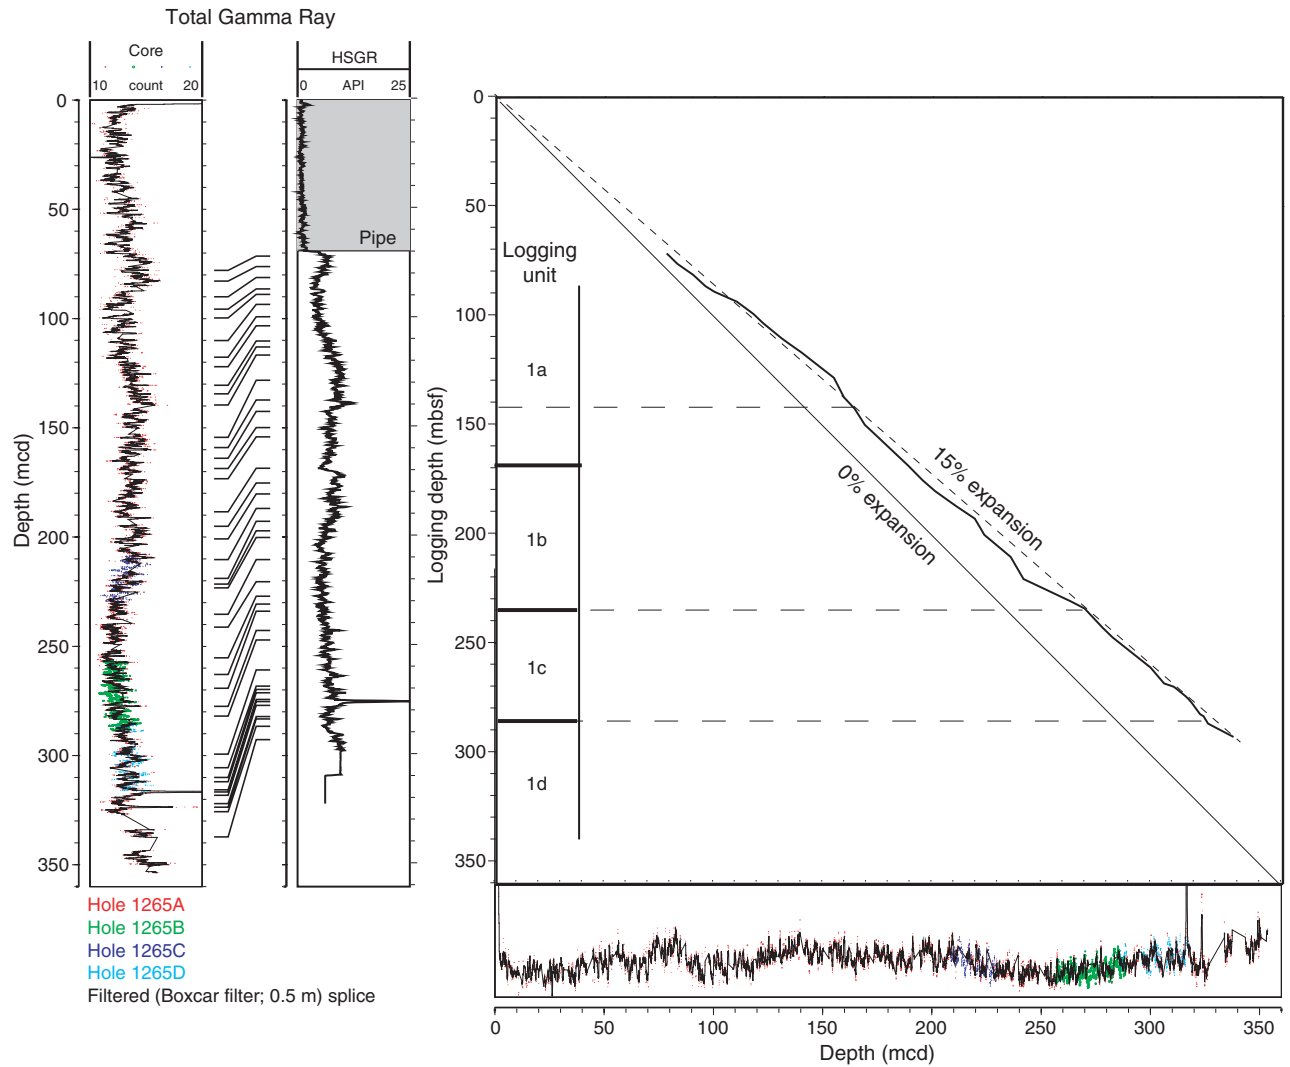 Total Gamma Ray
Core
10 count 20
HSGR
0 API 25
Pipe
0
50
100
150
200
250
300
350
Depth (mcd)
Hole 1265A
Hole 1265B
Hole 1265C
Hole 1265D
Filtered (Boxcar filter; 0.5 m) splice
0
50
100
150
200
250
300
350
Logging depth (mbsf)
Logging
unit
1a
1b
1c
1d
15% expansion
0% expansion
0 50 100 150 200 250 300 350
Depth (mcd)